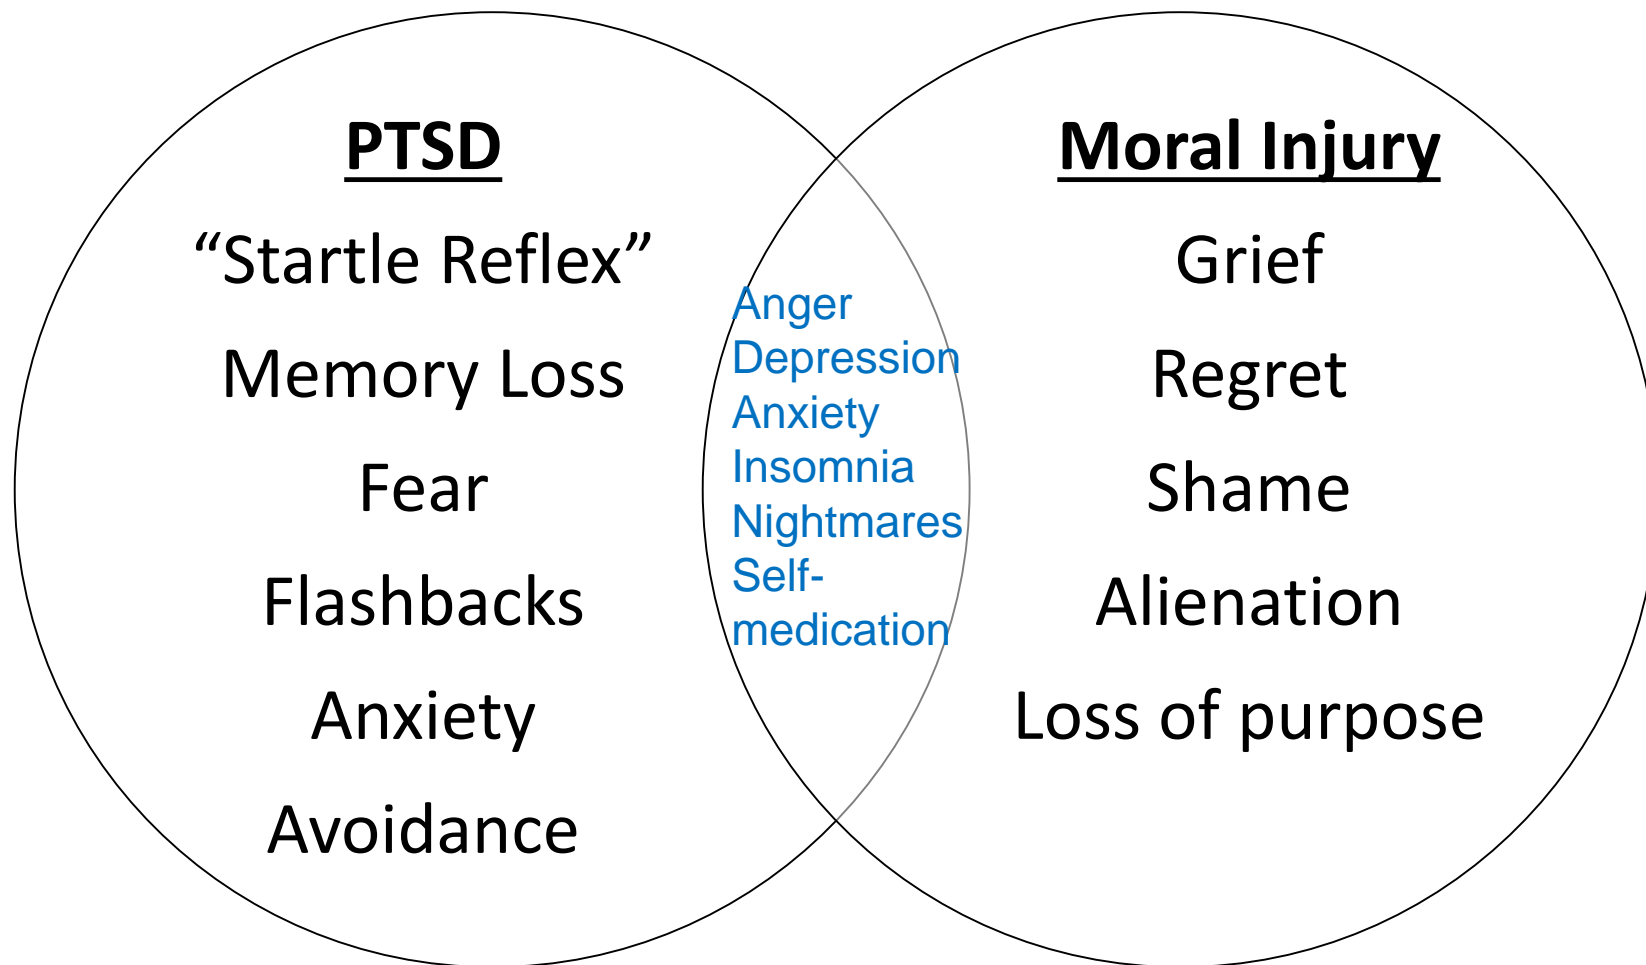 PTSD
“Startle Reflex”
Memory Loss
Fear
Flashbacks
Anxiety
Avoidance
Anger
Depression
Anxiety
Insomnia
Nightmares
Self-
medication
Moral Injury
Grief
Regret
Shame
Alienation
Loss of purpose